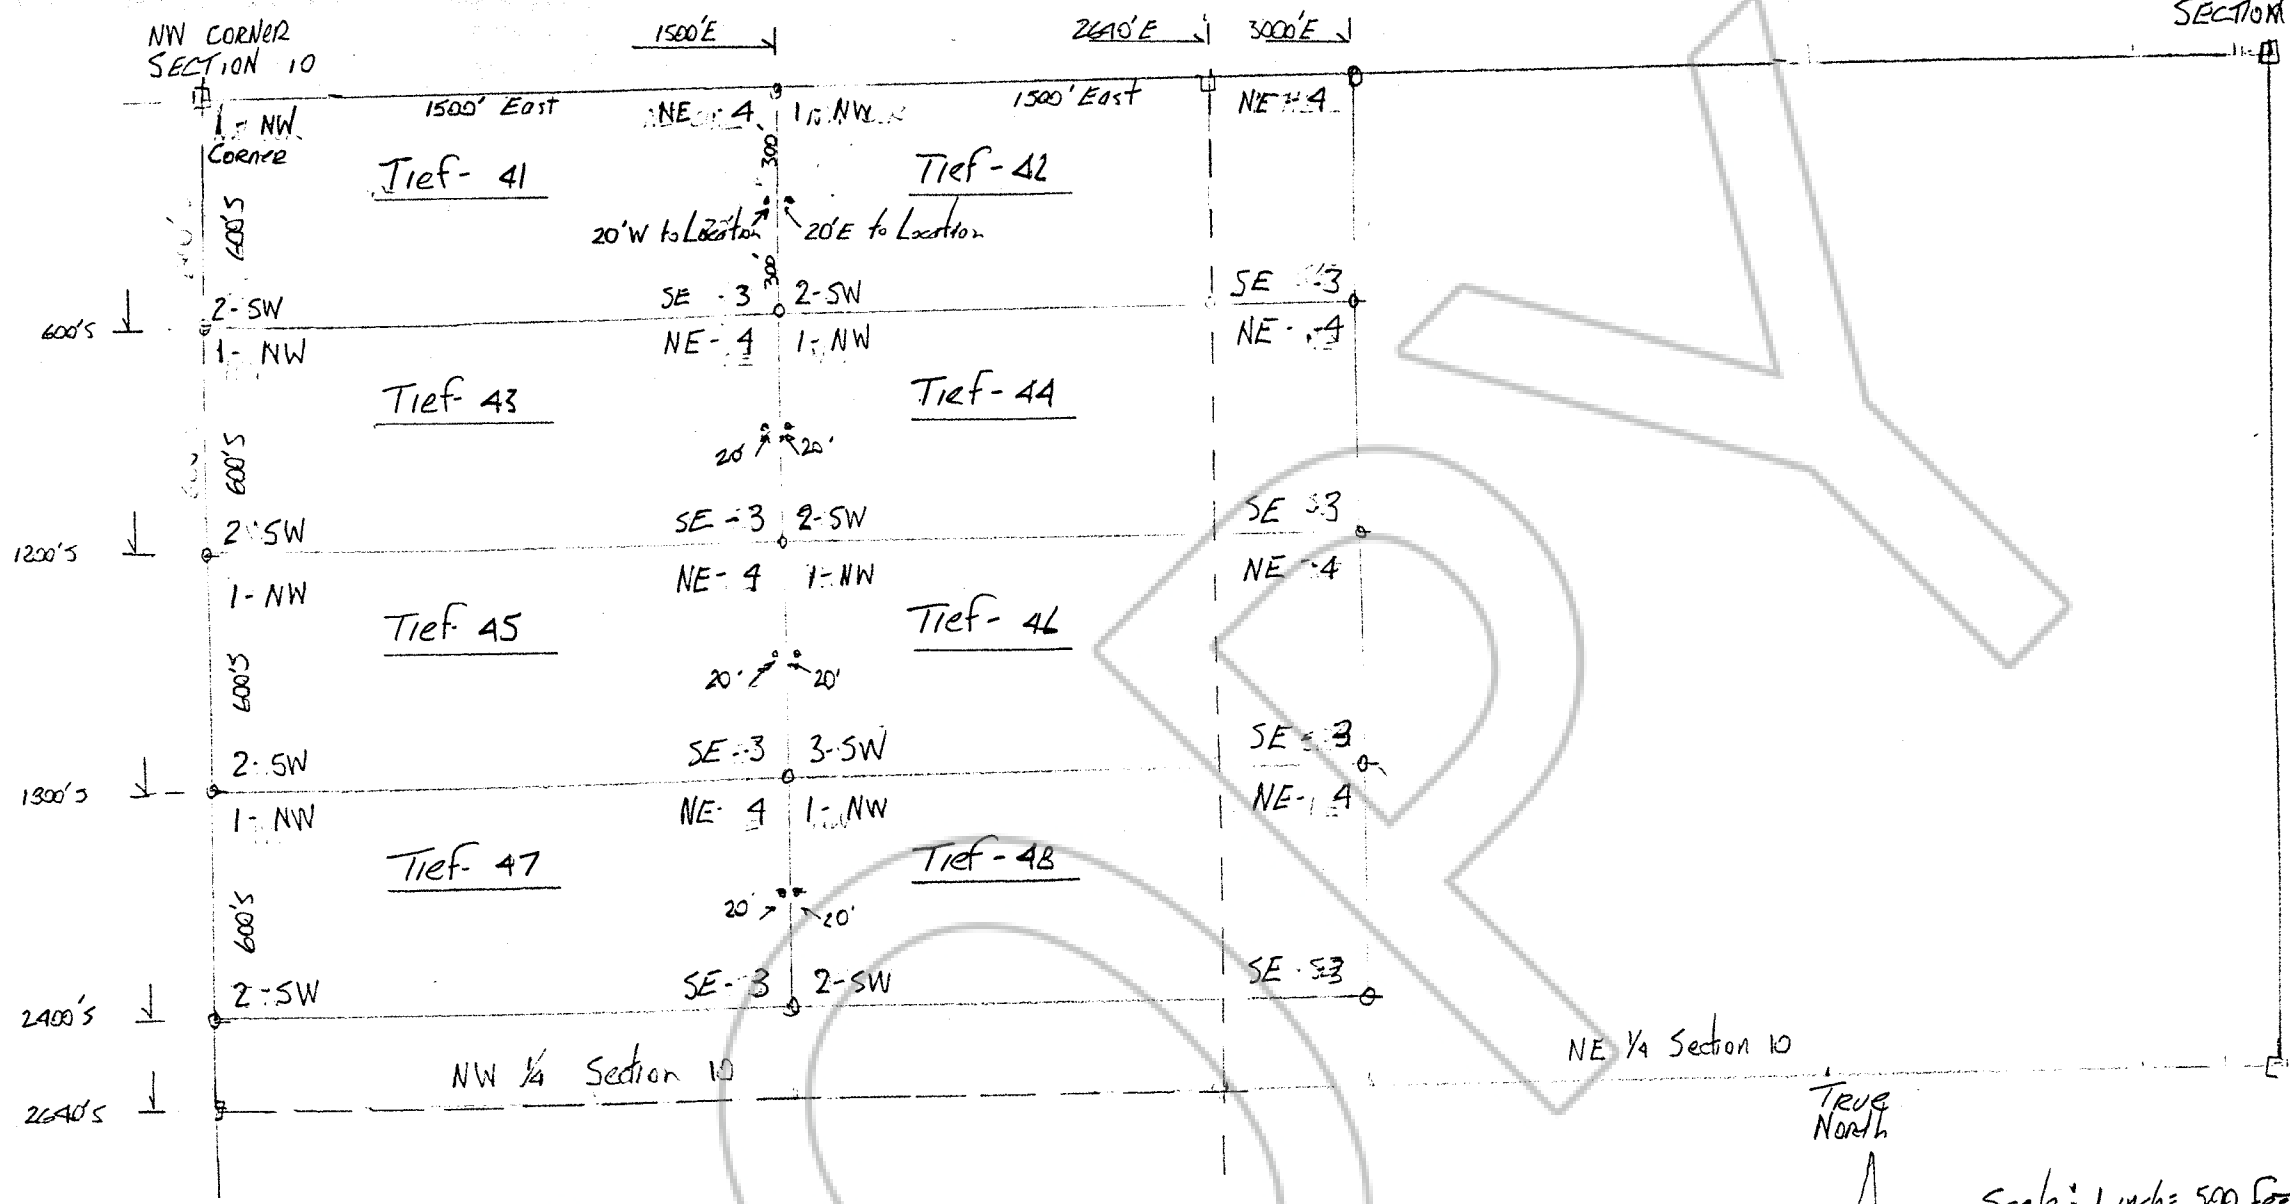 NW CORNER
SECTION 10
1500'E
2640'E
3000'E
SECTION
1-NW
CORNER
1500' East
NE-4
1-NW
1500' East
NE-4
Tief-41
Tief-42
300'
600'S
20'W to Location
20'E to Location
300'
2-SW
SE-3
2-SW
SE-3
600'S
1-NW
NE-4
1-NW
NE-4
Tief-43
Tief-44
600'S
20'
20'
2-SW
SE-3
2-SW
SE-3
1200'S
1-NW
NE-4
1-NW
NE-4
Tief-45
Tief-46
600'S
20'
20'
2-SW
SE-3
3-SW
SE-3
1300'S
1-NW
NE-4
1-NW
NE-4
Tief-47
Tief-48
600'S
20'
20'
2-SW
SE-3
2-SW
SE-3
2400'S
NW 1/4 Section 10
NE 1/4 Section 10
2640'S
True
North
Scale: 1 inch = 500 fee
OPY